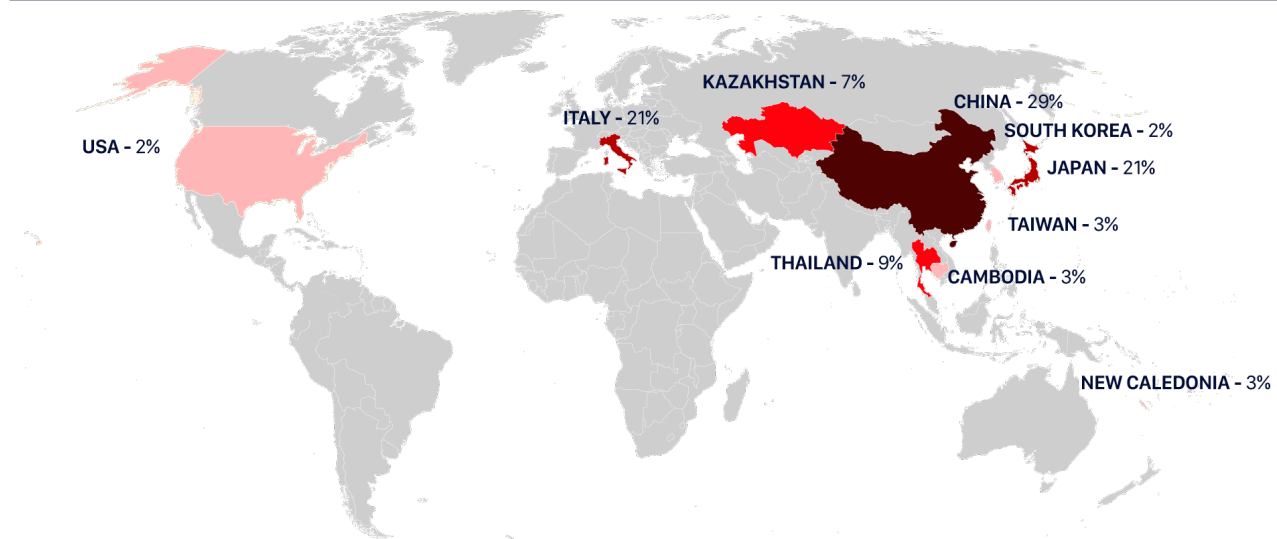 KAZAKHSTAN - 7%
CHINA - 29%
ITALY - 21%
SOUTH KOREA - 2%
USA - 2%
JAPAN - 21%
TAIWAN - 3%
THAILAND - 9%
CAMBODIA - 3%
NEW CALEDONIA - 3%